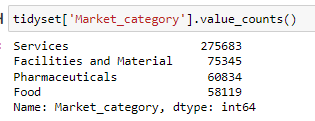 tidyset['Market_category'].value_counts()
Services 275683
Facilities and Material 75345
Pharmaceuticals 60834
Food 58119
Name: Market_category, dtype: int64